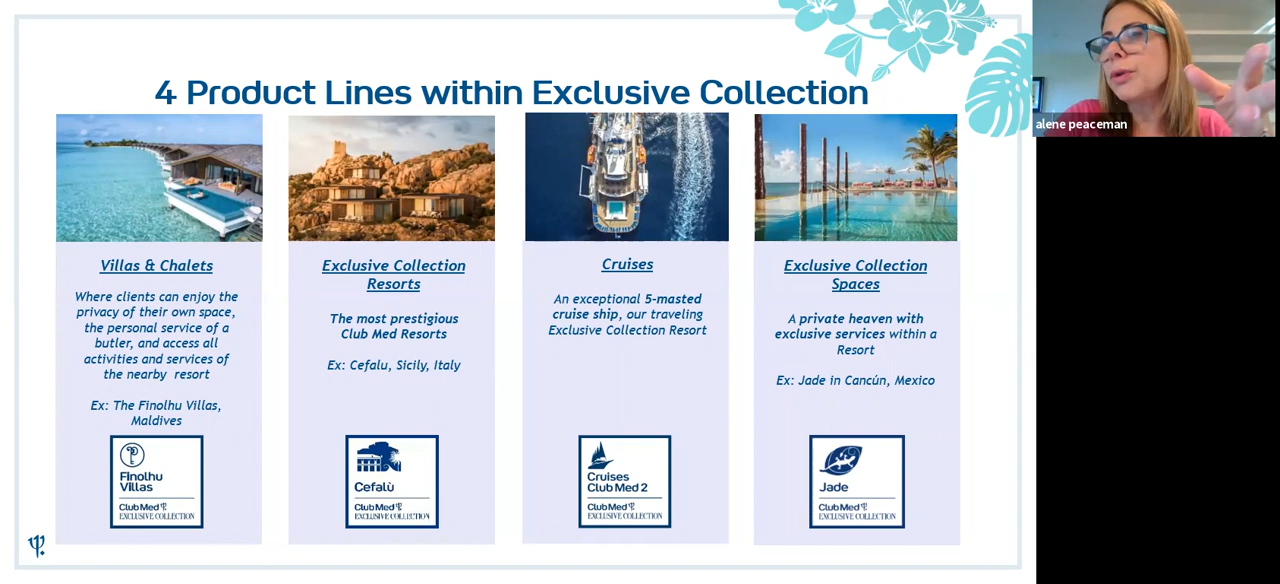 4 Product Lines within Exclusive Collection
alene peaceman
Villas & Chalets
Where clients can enjoy the
privacy of their own space,
the personal service of a
butler, and access all
activities and services of
the nearby resort
Ex: The Finolhu Villas,
Maldives
Finolhu
Villas
Club Med
EXCLUSIVE COLLECTION
Exclusive Collection
Resorts
The most prestigious
Club Med Resorts
Ex: Cefalu, Sicily, Italy
Cefalù
Club Med
EXCLUSIVE COLLECTION
Cruises
An exceptional 5-masted
cruise ship, our traveling
Exclusive Collection Resort
Cruises
Club Med 2
Club Med
EXCLUSIVE COLLECTION
Exclusive Collection
Spaces
A private heaven with
exclusive services within a
Resort
Ex: Jade in Cancún, Mexico
Jade
Club Med
EXCLUSIVE COLLECTION